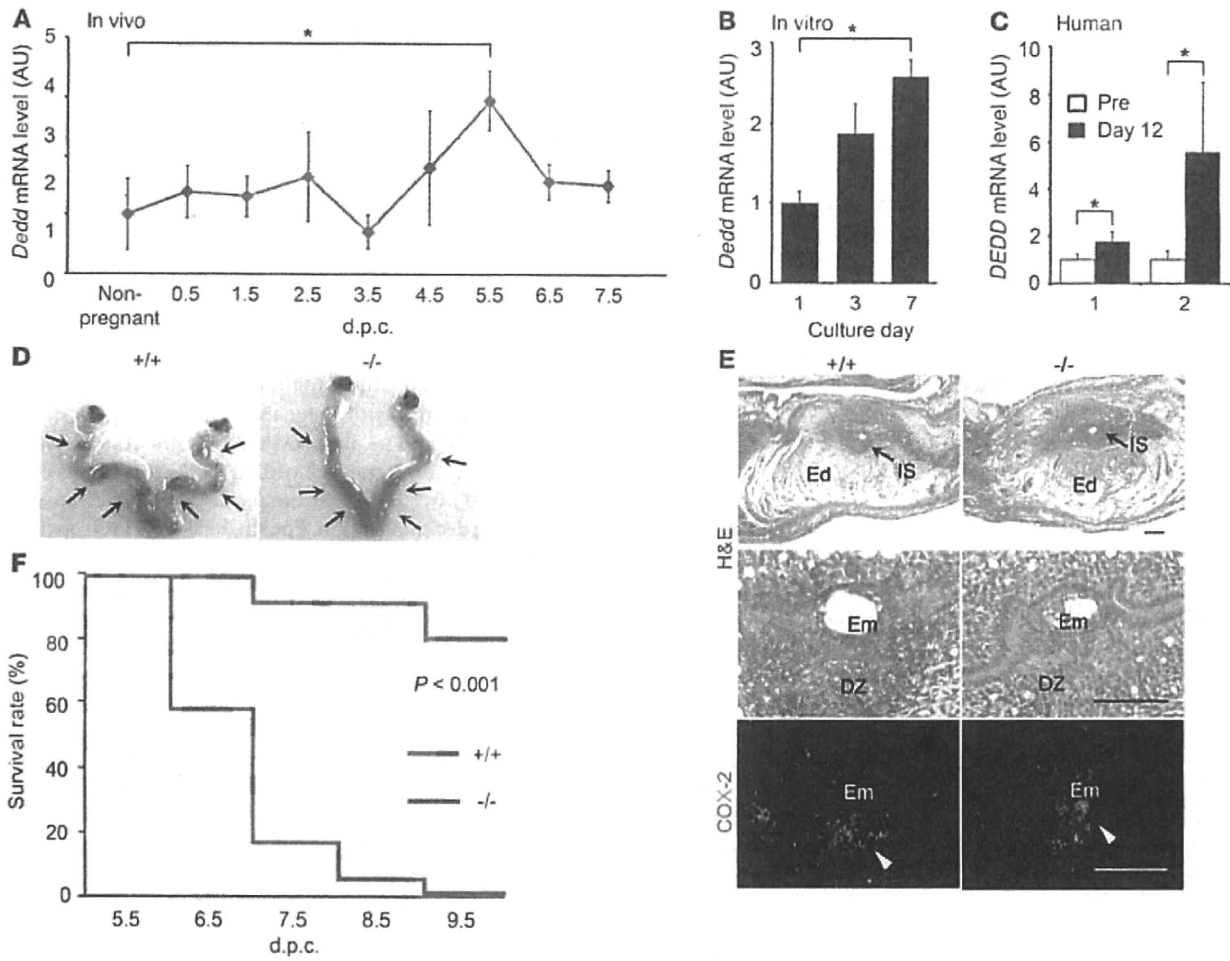 A In vivo
Dedd mRNA level (AU)
5
4
3
2
1
0
*
Non-pregnant
0.5
1.5
2.5
3.5
4.5
5.5
6.5
7.5
d.p.c.
B In vitro
Dedd mRNA level (AU)
3
2
1
0
*
1
3
7
Culture day
C Human
DEDD mRNA level (AU)
10
8
6
4
2
0
Pre
Day 12
*
*
1
2
D
+/+
-/-
E
+/+
-/-
H&E
Ed
IS
Ed
IS
Em
DZ
Em
DZ
COX-2
Em
Em
F
Survival rate (%)
100
80
60
40
20
0
P < 0.001
+/+
-/-
5.5
6.5
7.5
8.5
9.5
d.p.c.